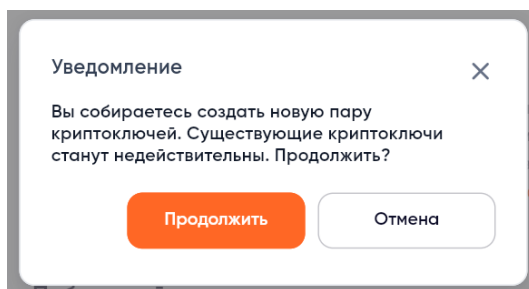 Уведомление
Вы собираетесь создать новую пару
криптоключей. Существующие криптоключи
станут недействительны. Продолжить?
Продолжить
Отмена